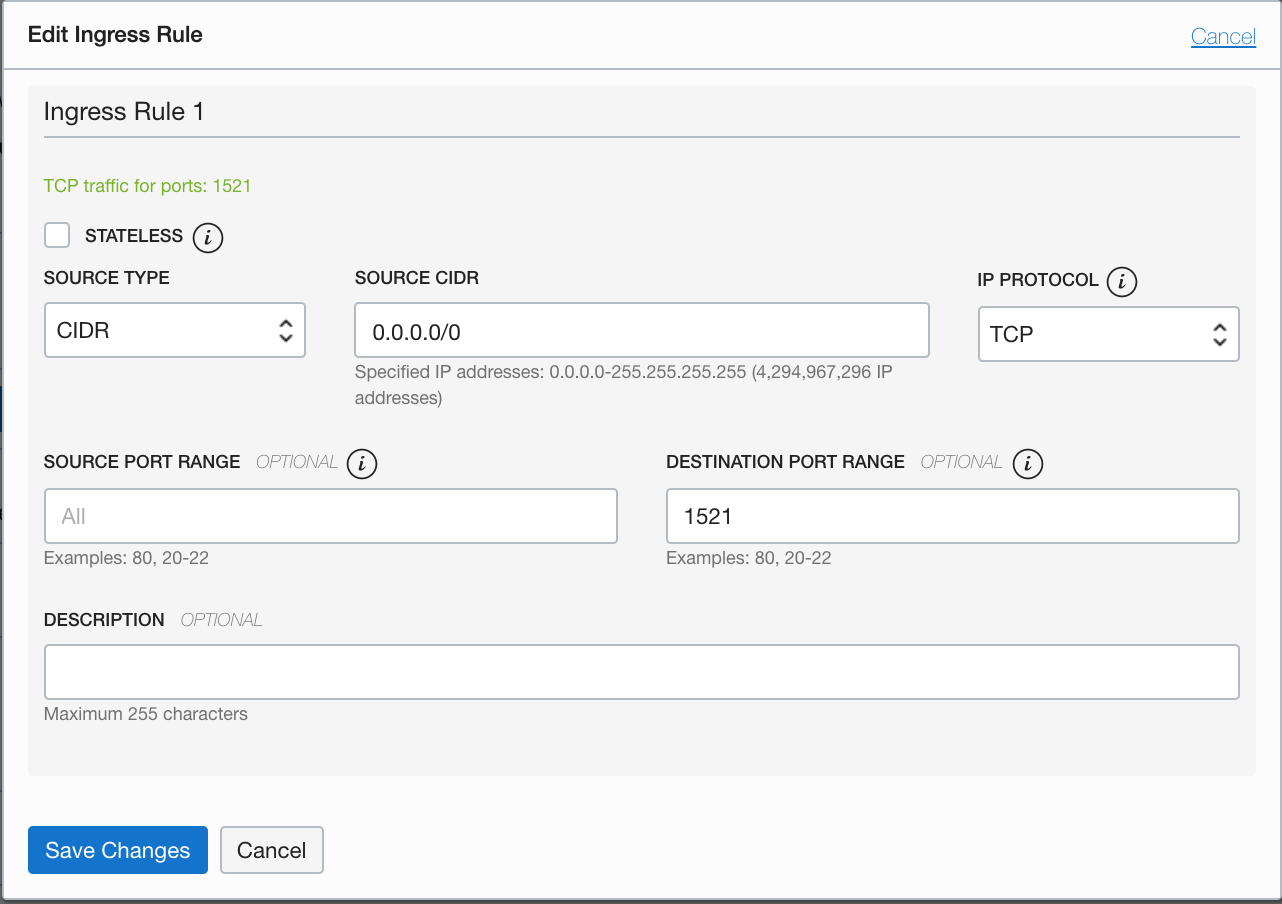 Edit Ingress Rule
Cancel
Ingress Rule 1
TCP traffic for ports: 1521
STATELESS i
SOURCE TYPE
SOURCE CIDR
IP PROTOCOL i
CIDR
0.0.0.0/0
TCP
Specified IP addresses: 0.0.0.0-255.255.255.255 (4,294,967,296 IP
addresses)
SOURCE PORT RANGE OPTIONAL i
DESTINATION PORT RANGE OPTIONAL i
All
1521
Examples: 80, 20-22
Examples: 80, 20-22
DESCRIPTION OPTIONAL
Maximum 255 characters
Save Changes
Cancel